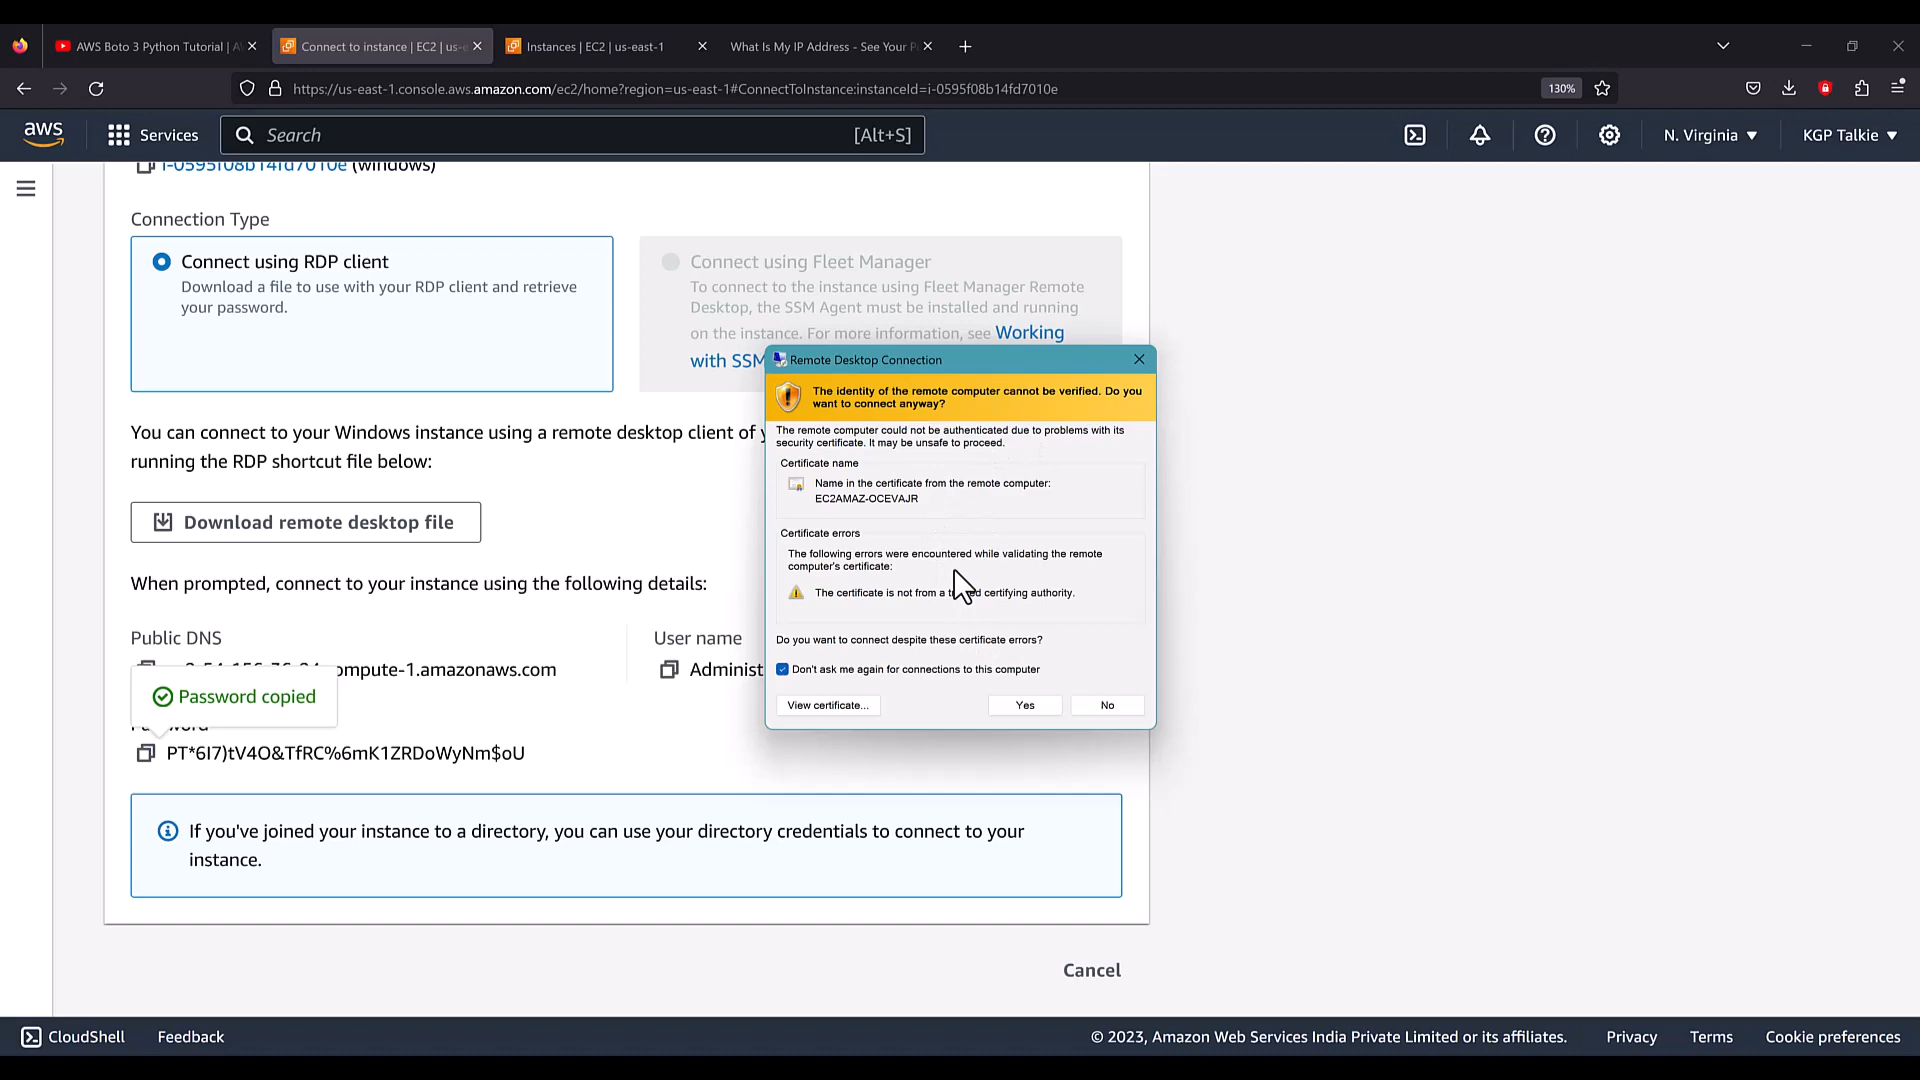 AWS Boto 3 Python Tutorial | A
Connect to instance | EC2 | us-e
Instances | EC2 | us-east-1
What Is My IP Address - See Your P
https://us-east-1.console.aws.amazon.com/ec2/home?region=us-east-1#ConnectToInstance:instanceId=i-0595f08b14fd7010e
130%
aws
Services
Search
[Alt+S]
N. Virginia
KGP Talkie
i-0595f08b14fd7010e (windows)
Connection Type
Connect using RDP client
Download a file to use with your RDP client and retrieve
your password.
Connect using Fleet Manager
To connect to the instance using Fleet Manager Remote
Desktop, the SSM Agent must be installed and running
on the instance. For more information, see Working
with SSM
You can connect to your Windows instance using a remote desktop client of
running the RDP shortcut file below:
Download remote desktop file
When prompted, connect to your instance using the following details:
Public DNS
ompute-1.amazonaws.com
User name
Administ
Password copied
Password
PT*6I7)tV4O&TfRC%6mK1ZRDoWyNm$oU
If you've joined your instance to a directory, you can use your directory credentials to connect to your
instance.
Cancel
Remote Desktop Connection
The identity of the remote computer cannot be verified. Do you
want to connect anyway?
The remote computer could not be authenticated due to problems with its
security certificate. It may be unsafe to proceed.
Certificate name
Name in the certificate from the remote computer:
EC2AMAZ-OCEVAJR
Certificate errors
The following errors were encountered while validating the remote
computer's certificate:
The certificate is not from a trusted certifying authority.
Do you want to connect despite these certificate errors?
Don't ask me again for connections to this computer
View certificate...
Yes
No
CloudShell
Feedback
© 2023, Amazon Web Services India Private Limited or its affiliates.
Privacy
Terms
Cookie preferences